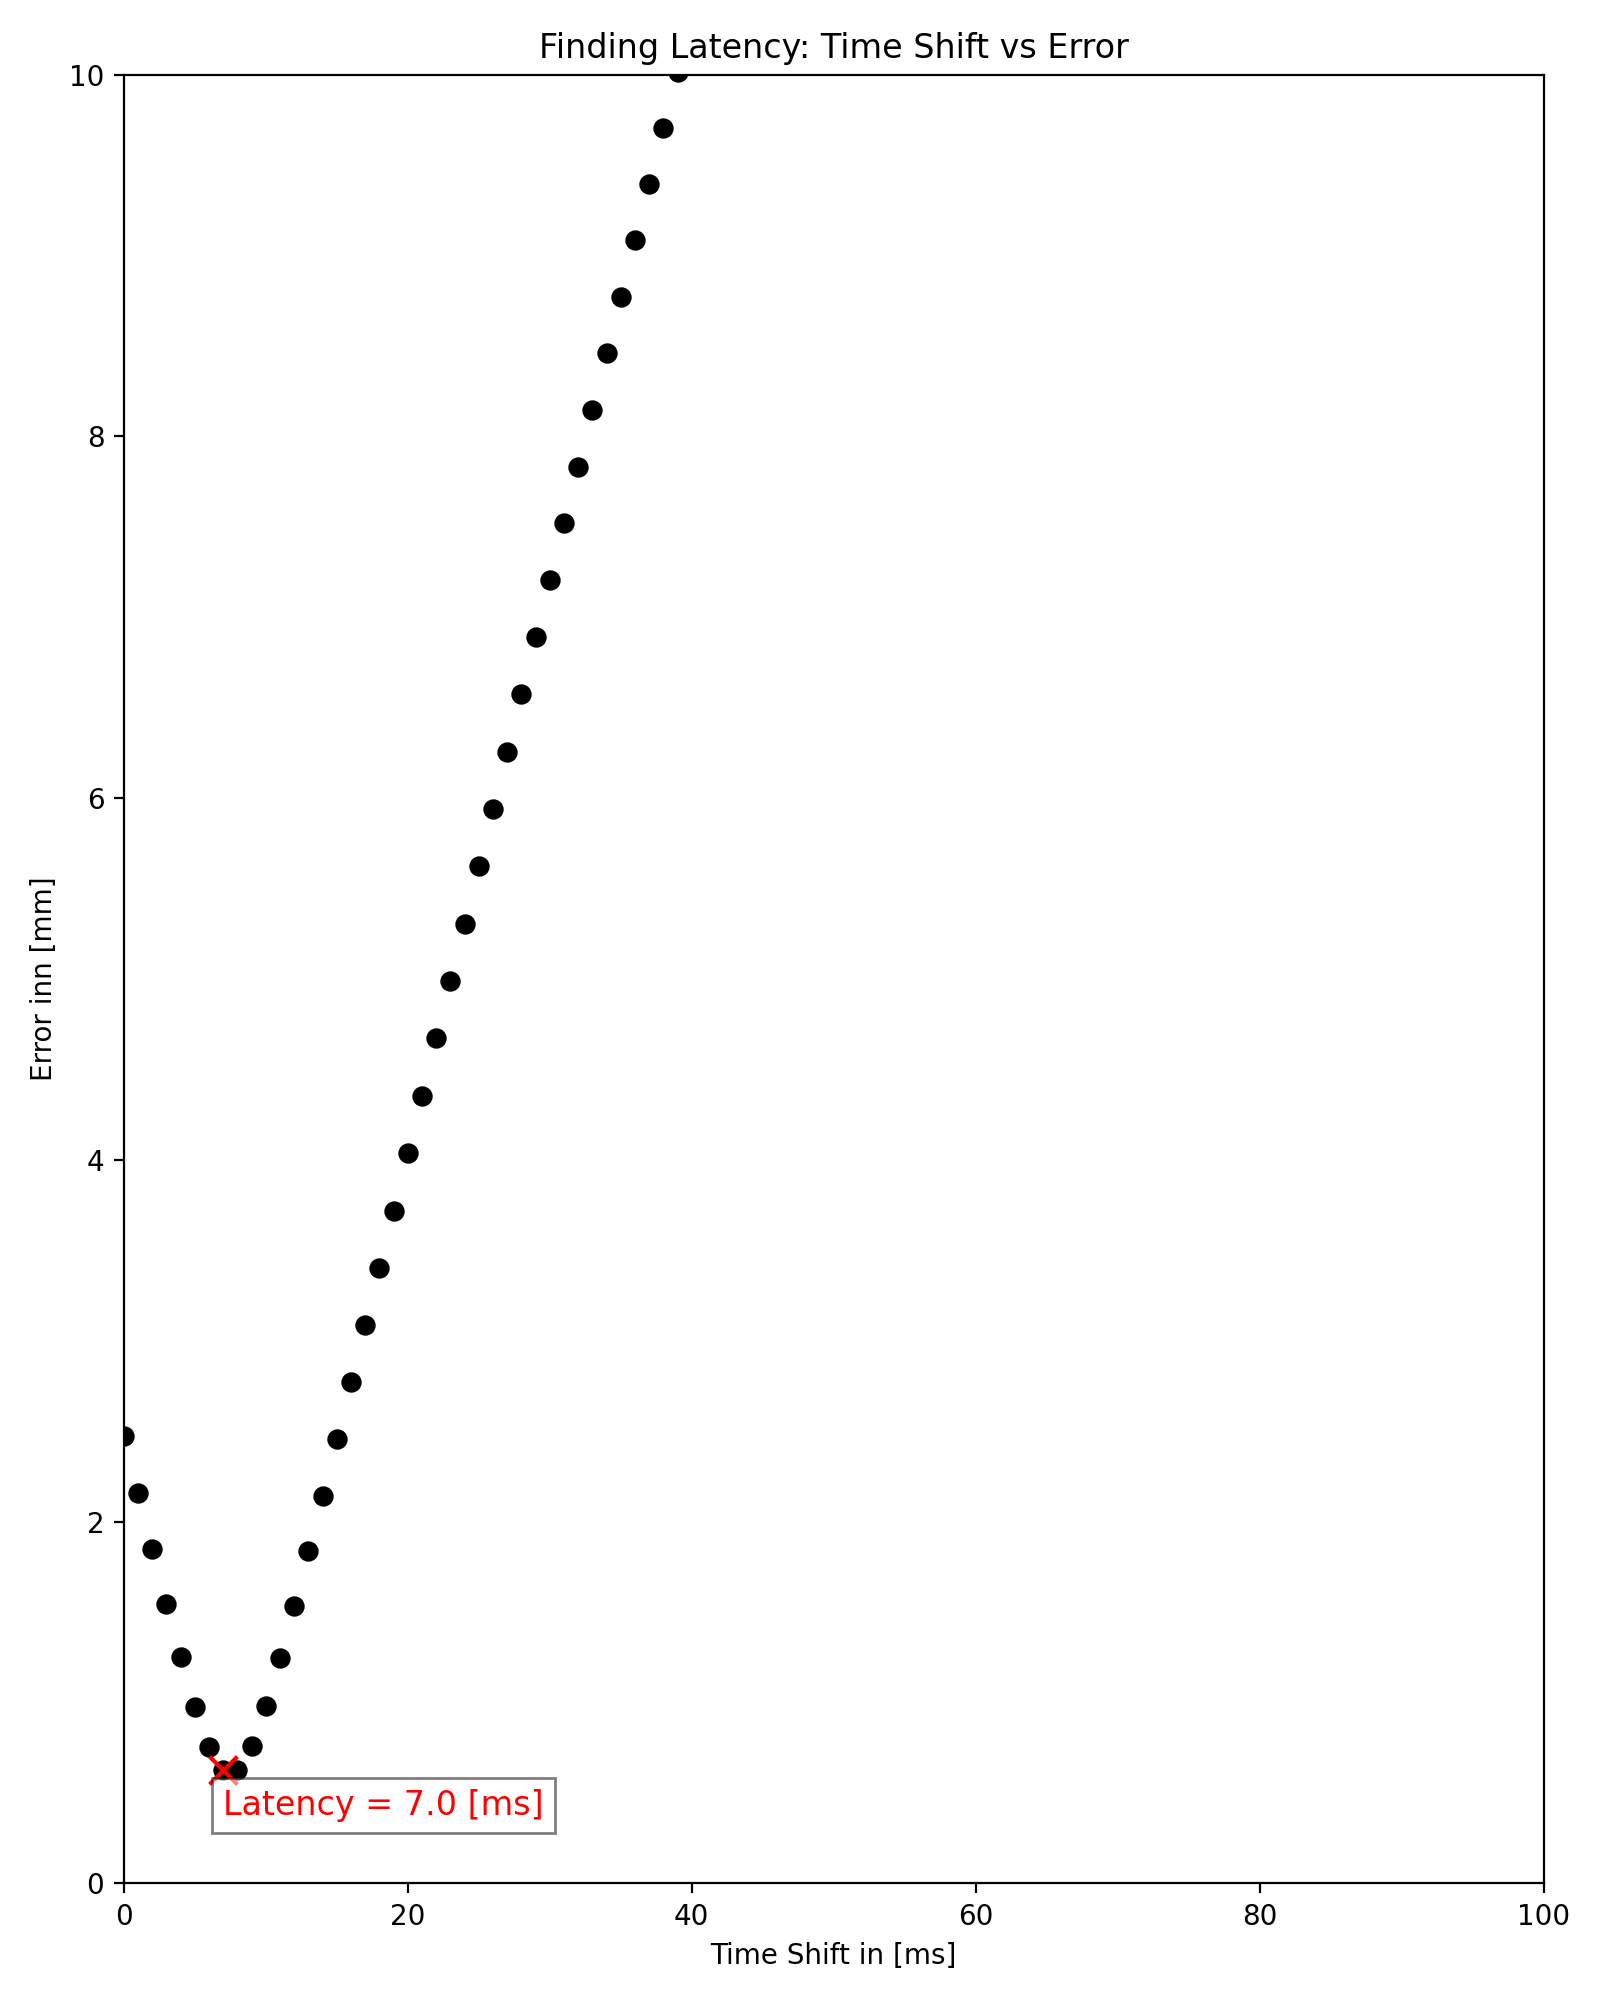 Finding Latency: Time Shift vs Error
10
8
6
4
2
0
Error inn [mm]
Latency = 7.0 [ms]
0 20 40 60 80 100
Time Shift in [ms]